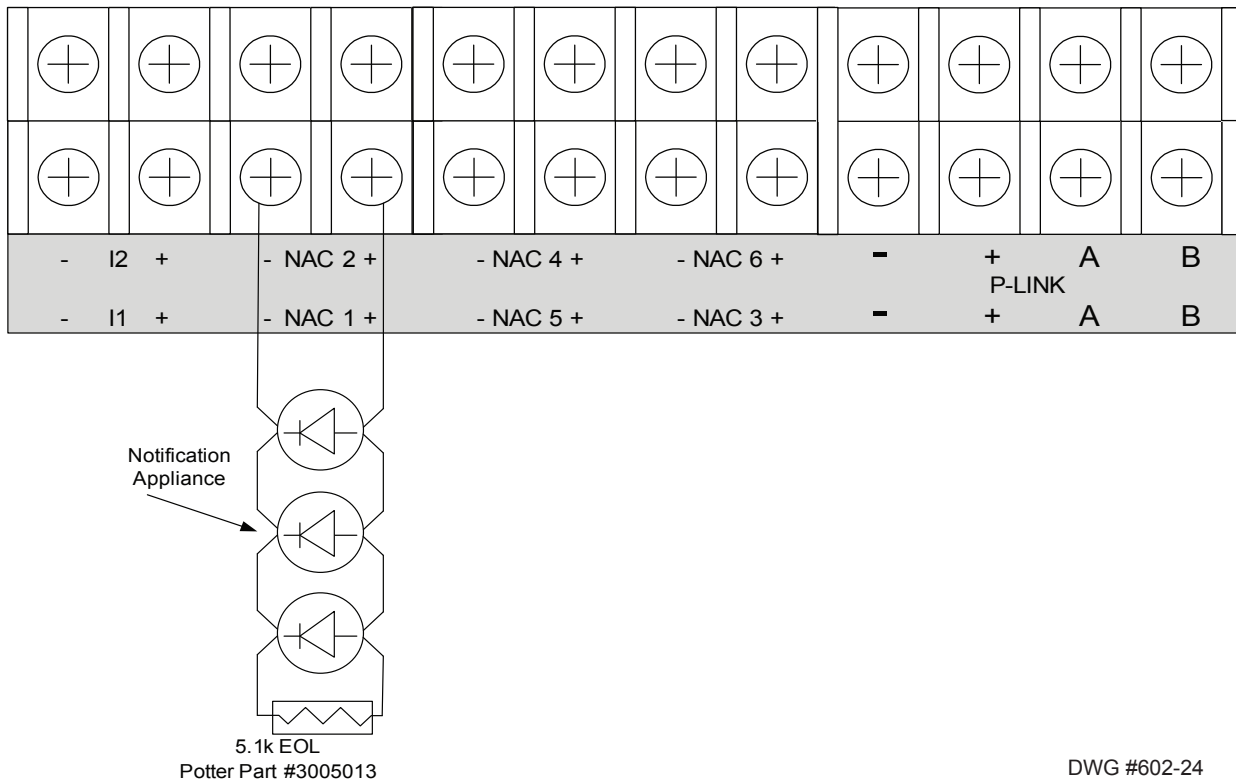 - I2 + - NAC 2 + - NAC 4 + - NAC 6 + - + A B
P-LINK
- I1 + - NAC 1 + - NAC 5 + - NAC 3 + - + A B
Notification
Appliance
5.1k EOL
Potter Part #3005013
DWG #602-24